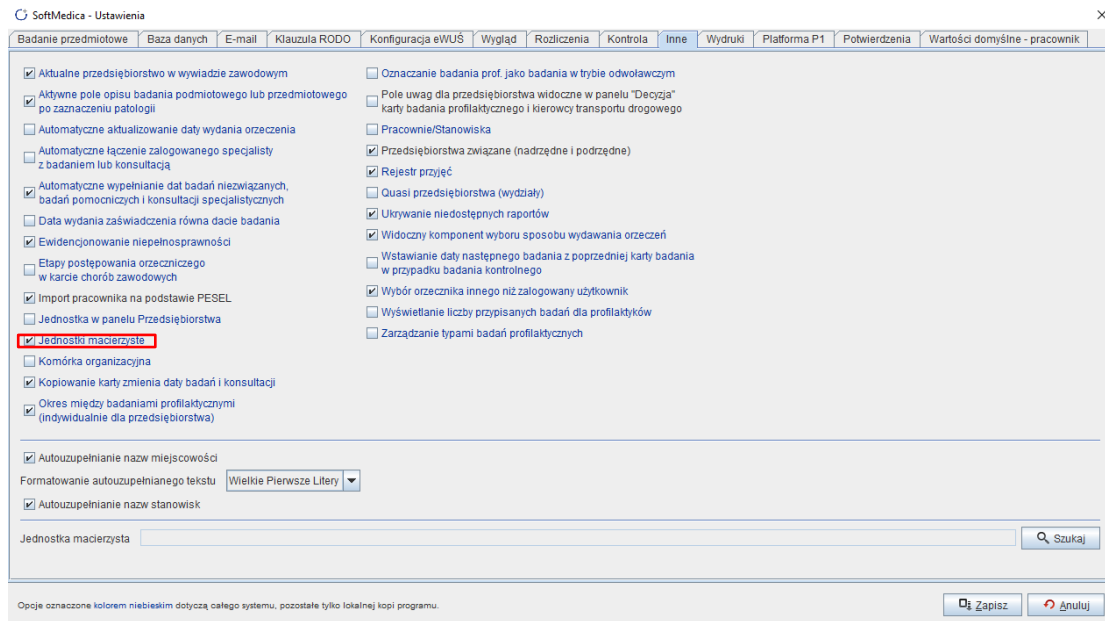 SoftMedica - Ustawienia
Badanie przedmiotowe Baza danych E-mail Klauzula RODO Konfiguracja eWUŚ Wygląd Rozliczenia Kontrola Inne Wydruki Platforma P1 Potwierdzenia Wartości domyślne - pracownik
Aktualne przedsiębiorstwo w wywiadzie zawodowym
Aktywne pole opisu badania podmiotowego lub przedmiotowego
po zaznaczeniu patologii
Automatyczne aktualizowanie daty wydania orzeczenia
Automatyczne łączenie zalogowanego specjalisty
z badaniem lub konsultacją
Automatyczne wypełnianie dat badań niezwiązanych,
badań pomocniczych i konsultacji specjalistycznych
Data wydania zaświadczenia równa dacie badania
Ewidencjonowanie niepełnosprawności
Etapy postępowania orzeczniczego
w karcie chorób zawodowych
Import pracownika na podstawie PESEL
Jednostka w panelu Przedsiębiorstwa
Jednostki macierzyste
Komórka organizacyjna
Kopiowanie karty zmienia daty badań i konsultacji
Okres między badaniami profilaktycznymi
(indywidualnie dla przedsiębiorstwa)
Oznaczanie badania prof. jako badania w trybie odwoławczym
Pole uwag dla przedsiębiorstwa widoczne w panelu "Decyzja"
karty badania profilaktycznego i kierowcy transportu drogowego
Pracownie/Stanowiska
Przedsiębiorstwa związane (nadrzędne i podrzędne)
Rejestr przyjęć
Quasi przedsiębiorstwa (wydziały)
Ukrywanie niedostępnych raportów
Widoczny komponent wyboru sposobu wydawania orzeczeń
Wstawianie daty następnego badania z poprzedniej karty badania
w przypadku badania kontrolnego
Wybór orzecznika innego niż zalogowany użytkownik
Wyświetlanie liczby przypisanych badań dla profilaktyków
Zarządzanie typami badań profilaktycznych
Autouzupełnianie nazw miejscowości
Formatowanie autouzupełnianego tekstu Wielkie Pierwsze Litery
Autouzupełnianie nazw stanowisk
Jednostka macierzysta Szukaj
Opcje oznaczone kolorem niebieskim dotyczą całego systemu, pozostałe tylko lokalnej kopi programu. Zapisz Anuluj